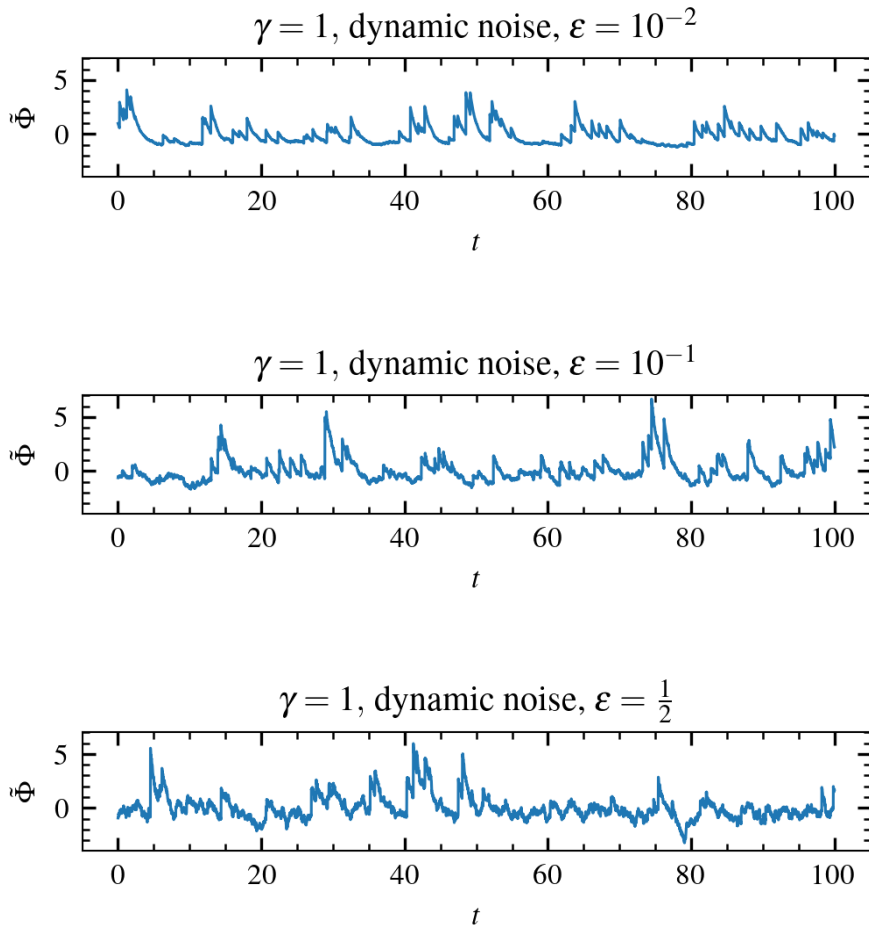 γ = 1, dynamic noise, ε = 10⁻²
5
0
Φ̃
0 20 40 60 80 100
t
γ = 1, dynamic noise, ε = 10⁻¹
5
0
Φ̃
0 20 40 60 80 100
t
γ = 1, dynamic noise, ε = 1/2
5
0
Φ̃
0 20 40 60 80 100
t